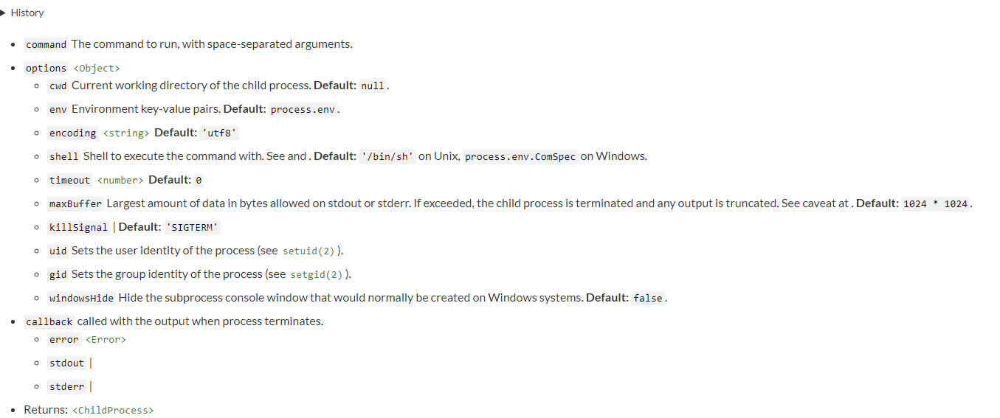 History
command The command to run, with space-separated arguments.
options <Object>
cwd Current working directory of the child process. Default: null.
env Environment key-value pairs. Default: process.env.
encoding <string> Default: 'utf8'
shell Shell to execute the command with. See and . Default: '/bin/sh' on Unix, process.env.ComSpec on Windows.
timeout <number> Default: 0
maxBuffer Largest amount of data in bytes allowed on stdout or stderr. If exceeded, the child process is terminated and any output is truncated. See caveat at . Default: 1024 * 1024.
killSignal | Default: 'SIGTERM'
uid Sets the user identity of the process (see setuid(2)).
gid Sets the group identity of the process (see setgid(2)).
windowsHide Hide the subprocess console window that would normally be created on Windows systems. Default: false.
callback called with the output when process terminates.
error <Error>
stdout |
stderr |
Returns: <ChildProcess>